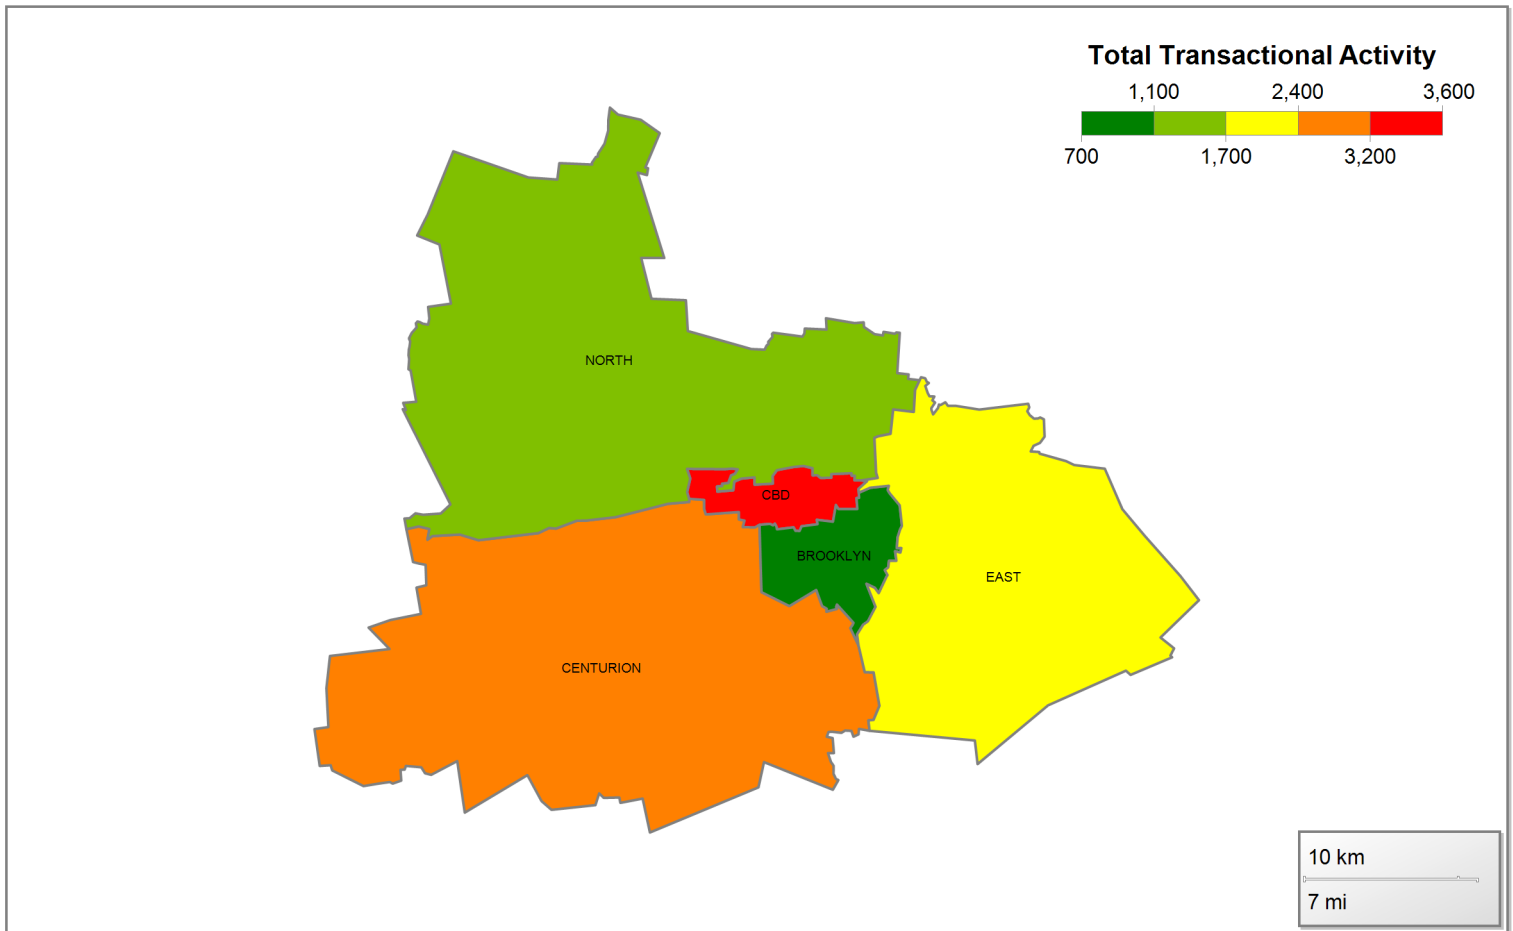 Total Transactional Activity
1,100 2,400 3,600
700 1,700 3,200
NORTH
CBD
BROOKLYN
EAST
CENTURION
10 km
7 mi